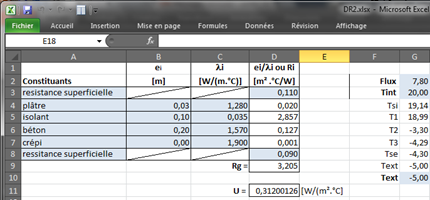 DR2.xlsx - Microsoft Excel
Fichier Accueil Insertion Mise en page Formules Données Révision Affichage
E18 fx
A B C D E F G
1 ei λi ei/λi ou Ri
2 Constituants [m] [W/(m.°C)] [m² .°C/W] Flux 7,80
3 resistance superficielle 0,110 Tint 20,00
4 plâtre 0,03 1,280 0,020 Tsi 19,14
5 isolant 0,10 0,035 2,857 T1 18,99
6 béton 0,20 1,570 0,127 T2 -3,30
7 crépi 0,00 1,900 0,001 T3 -4,29
8 ressistance superficielle 0,090 Tse -4,30
9 Rg = 3,205 Text -5,00
10 Text -5,00
11 U = 0,31200126 [W/(m².°C]